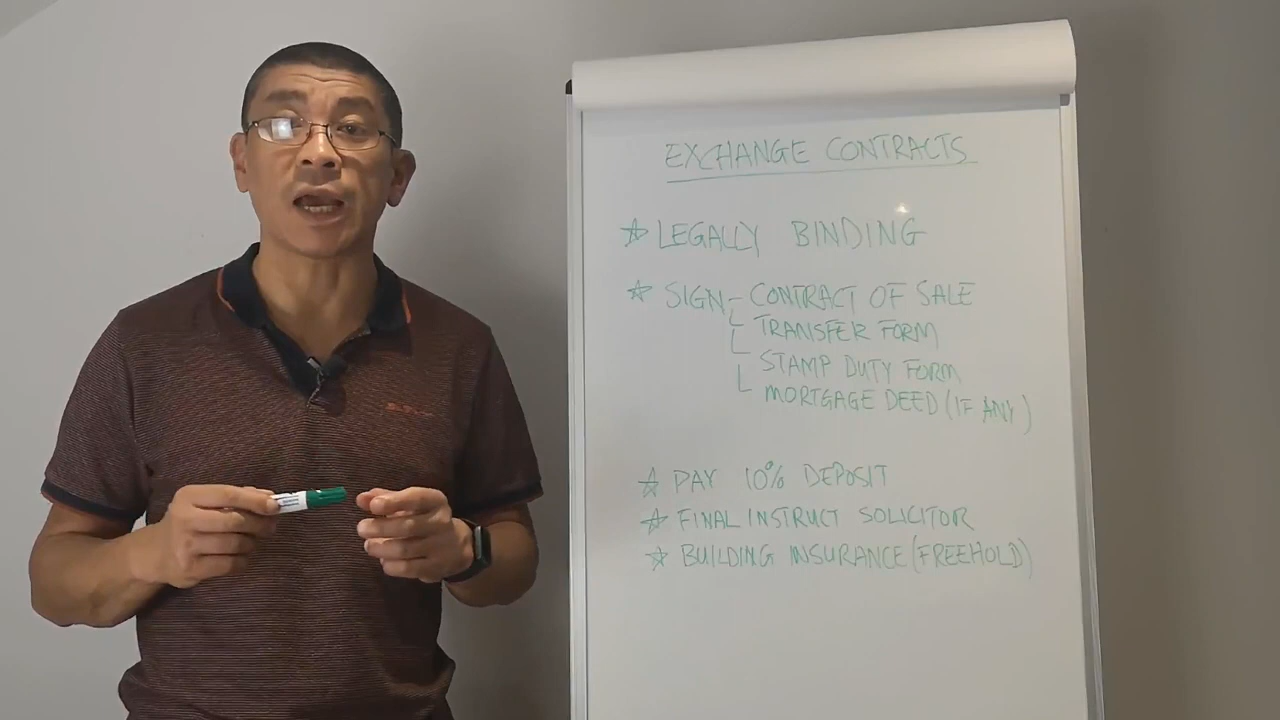 EXCHANGE CONTRACTS
☆ LEGALLY BINDING
☆ SIGN - CONTRACT OF SALE
TRANSFER FORM
STAMP DUTY FORM
MORTGAGE DEED (IF ANY)
☆ PAY 10% DEPOSIT
☆ FINAL INSTRUCT SOLICITOR
☆ BUILDING INSURANCE (FREEHOLD)